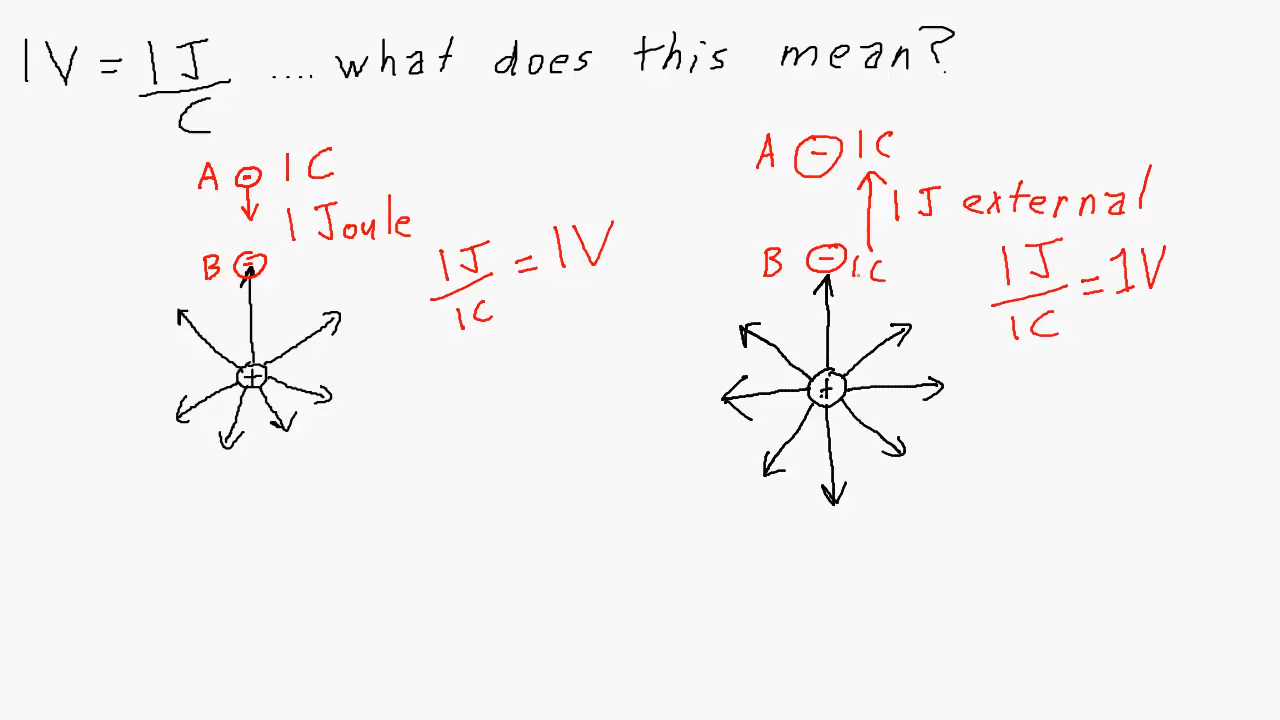 1V = 1J/C .... what does this mean?
A - 1C
1 Joule
B -
1J/1C = 1V
+
A - 1C
1J external
B - 1C
1J/1C = 1V
+